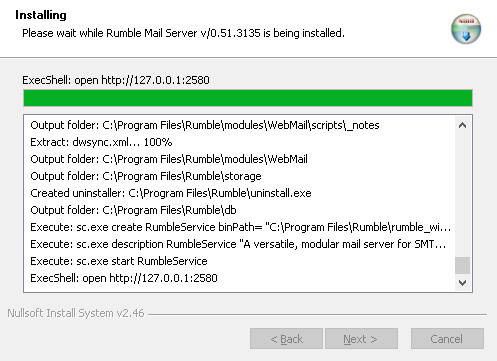 Installing
Please wait while Rumble Mail Server v/0.51.3135 is being installed.
ExecShell: open http://127.0.0.1:2580
Output folder: C:\Program Files\Rumble\modules\WebMail\scripts\_notes
Extract: dwsync.xml... 100%
Output folder: C:\Program Files\Rumble\modules\WebMail
Output folder: C:\Program Files\Rumble\storage
Created uninstaller: C:\Program Files\Rumble\uninstall.exe
Output folder: C:\Program Files\Rumble\db
Execute: sc.exe create RumbleService binPath= "C:\Program Files\Rumble\rumble_wi...
Execute: sc.exe description RumbleService "A versatile, modular mail server for SMT...
Execute: sc.exe start RumbleService
ExecShell: open http://127.0.0.1:2580
Nullsoft Install System v2.46
< Back
Next >
Cancel